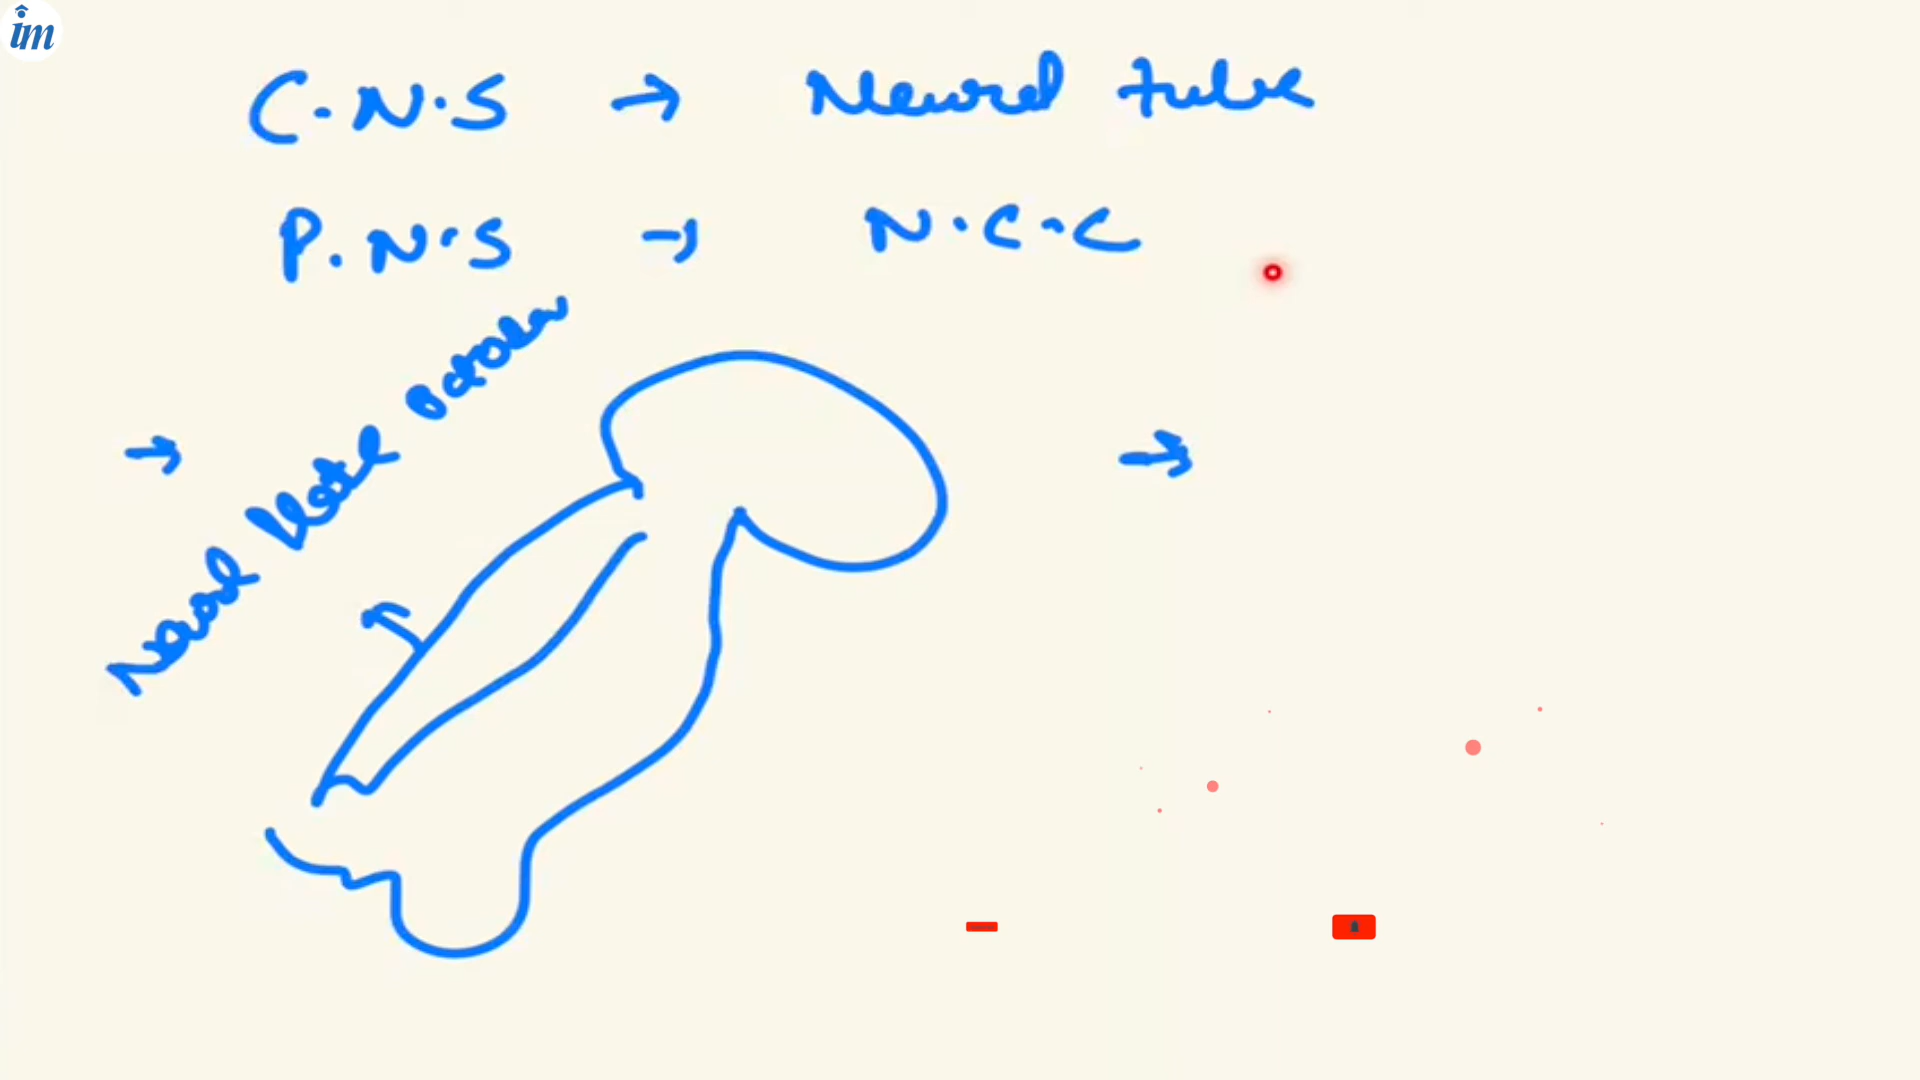 im
C.N.S → Neural tube
P.N.S → N.C.C
Neural plate border